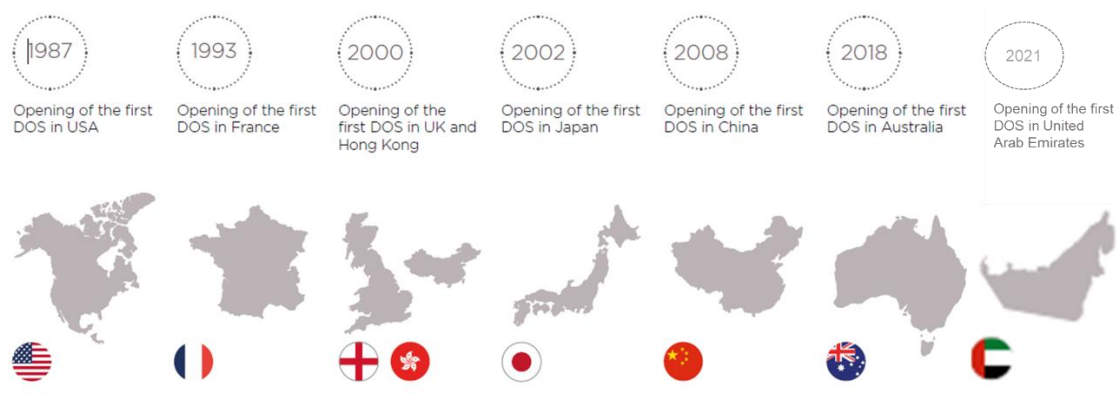 1987
Opening of the first
DOS in USA
1993
Opening of the first
DOS in France
2000
Opening of the
first DOS in UK and
Hong Kong
2002
Opening of the first
DOS in Japan
2008
Opening of the first
DOS in China
2018
Opening of the first
DOS in Australia
2021
Opening of the first
DOS in United
Arab Emirates